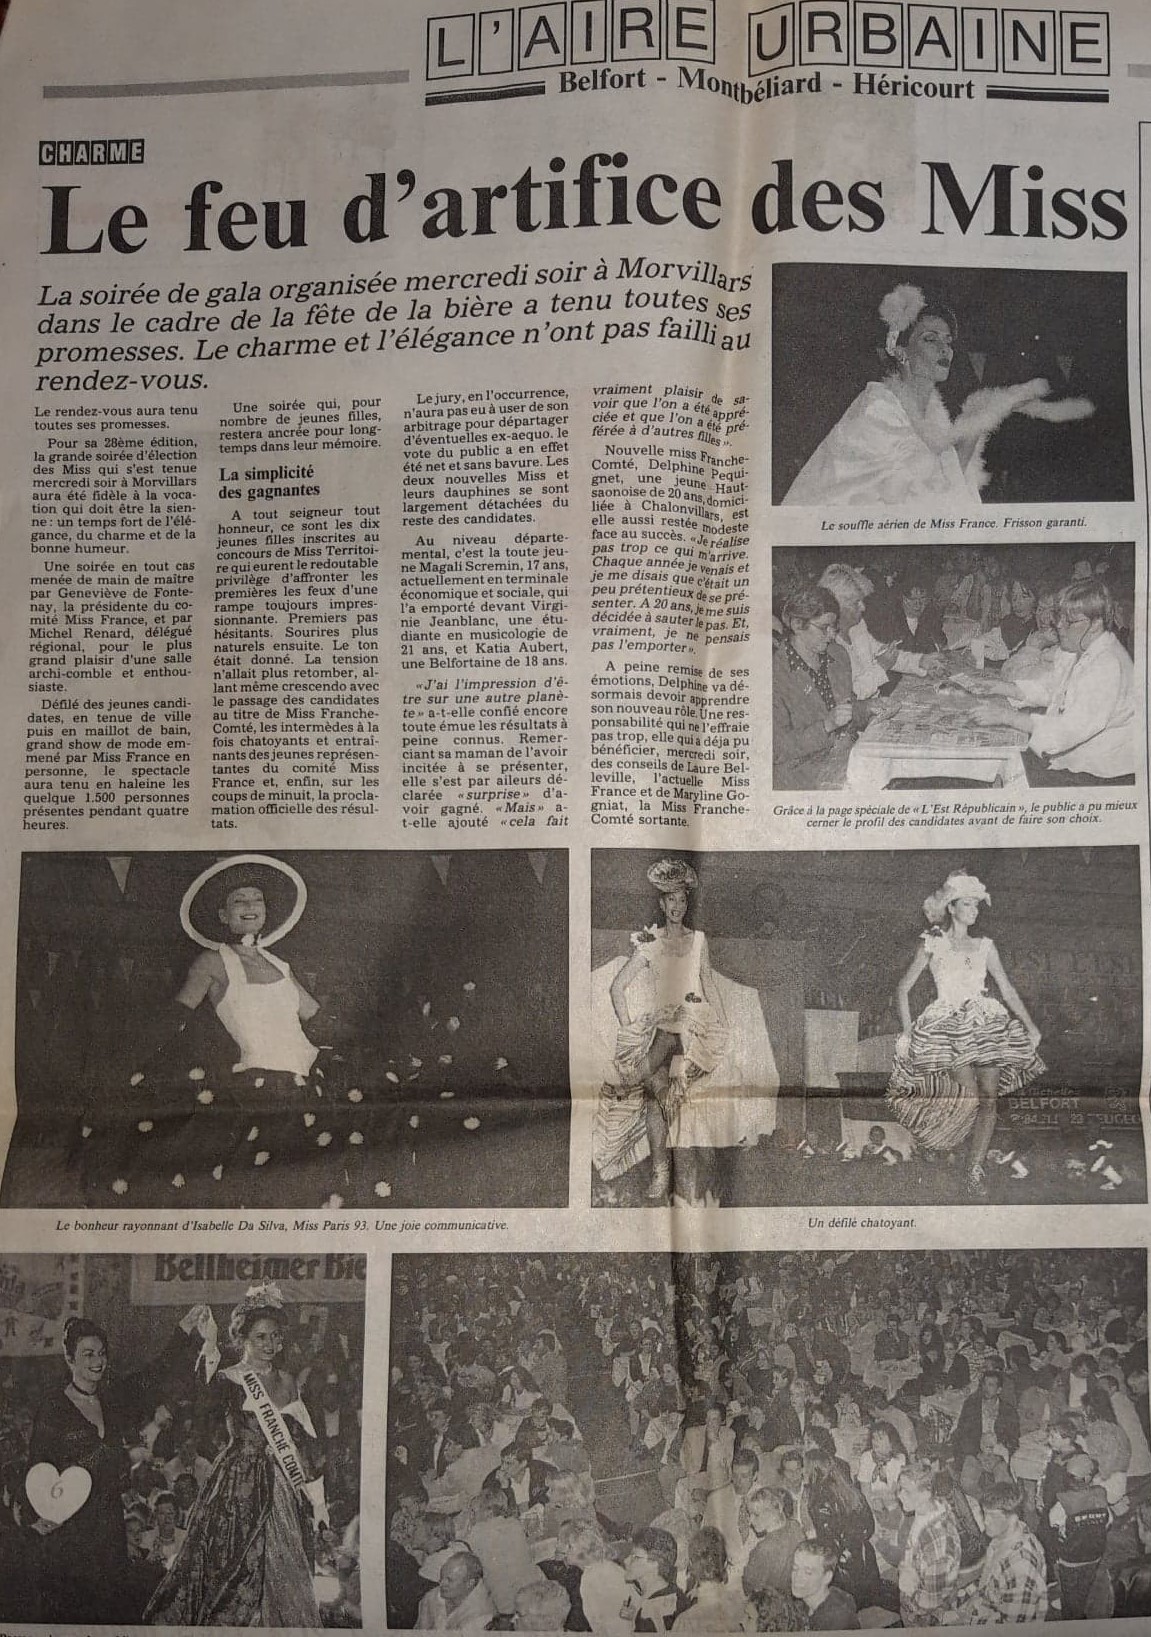 L'AIRE URBAINE
Belfort - Montbéliard - Héricourt
CHARME
Le feu d'artifice des Miss
La soirée de gala organisée mercredi soir à Morvillars
dans le cadre de la fête de la bière a tenu toutes ses
promesses. Le charme et l'élégance n'ont pas failli au
rendez-vous.
Le rendez-vous aura tenu
toutes ses promesses.
Pour sa 28ème édition,
la grande soirée d'élection
des Miss qui s'est tenue
mercredi soir à Morvillars
aura été fidèle à la voca-
tion qui doit être la sien-
ne : un temps fort de l'élé-
gance, du charme et de la
bonne humeur.
Une soirée en tout cas
menée de main de maître
par Geneviève de Fonte-
nay, la présidente du co-
mité Miss France, et par
Michel Renard, délégué
régional, pour le plus
grand plaisir d'une salle
archi-comble et enthou-
siaste.
Défilé des jeunes candi-
dates, en tenue de ville
puis en maillot de bain,
grand show de mode em-
mené par Miss France en
personne, le spectacle
aura tenu en haleine les
quelque 1.500 personnes
présentes pendant quatre
heures.
Une soirée qui, pour
nombre de jeunes filles,
restera ancrée pour long-
temps dans leur mémoire.
La simplicité
des gagnantes
A tout seigneur tout
honneur, ce sont les dix
jeunes filles inscrites au
concours de Miss Territoi-
re qui eurent le redoutable
privilège d'affronter les
premières les feux d'une
rampe toujours impres-
sionnante. Premiers pas
hésitants. Sourires plus
naturels ensuite. Le ton
était donné. La tension
n'allait plus retomber, al-
lant même crescendo avec
le passage des candidates
au titre de Miss Franche-
Comté, les intermèdes à la
fois chatoyants et entraî-
nants des jeunes représen-
tantes du comité Miss
France et, enfin, sur les
coups de minuit, la procla-
mation officielle des résul-
tats.
Le jury, en l'occurrence,
n'aura pas eu à user de son
arbitrage pour départager
d'éventuelles ex-aequo. le
vote du public a en effet
été net et sans bavure. Les
deux nouvelles Miss et
leurs dauphines se sont
largement détachées du
reste des candidates.
Au niveau départe-
mental, c'est la toute jeu-
ne Magali Scremin, 17 ans,
actuellement en terminale
économique et sociale, qui
l'a emporté devant Virgi-
nie Jeanblanc, une étu-
diante en musicologie de
21 ans, et Katia Aubert,
une Belfortaine de 18 ans.
«J'ai l'impression d'ê-
tre sur une autre planè-
te» a-t-elle confié encore
toute émue les résultats à
peine connus. Remer-
ciant sa maman de l'avoir
incitée à se présenter,
elle s'est par ailleurs dé-
clarée «surprise» d'a-
voir gagné. «Mais» a-
t-elle ajouté «cela fait
vraiment plaisir de sa-
voir que l'on a été appré-
ciée et que l'on a été pré-
férée à d'autres filles».
Nouvelle miss Franche-
Comté, Delphine Pequi-
gnet, une jeune Haut-
saonoise de 20 ans, domici-
liée à Chalonvillars, est
elle aussi restée modeste
face au succès. «Je réalise
pas trop ce qui m'arrive.
Chaque année je venais et
je me disais que c'était un
peu prétentieux de se pré-
senter. A 20 ans, je me suis
décidée à sauter le pas. Et,
vraiment, je ne pensais
pas l'emporter».
A peine remise de ses
émotions, Delphine va dé-
sormais devoir apprendre
son nouveau rôle. Une res-
ponsabilité qui ne l'effraie
pas trop, elle qui a déjà pu
bénéficier, mercredi soir,
des conseils de Laure Bel-
leville, l'actuelle Miss
France et de Maryline Go-
gniat, la Miss Franche-
Comté sortante.
Le souffle aérien de Miss France. Frisson garanti.
Grâce à la page spéciale de « L'Est Républicain », le public a pu mieux
cerner le profil des candidates avant de faire son choix.
BELFORT
Le bonheur rayonnant d'Isabelle Da Silva, Miss Paris 93. Une joie communicative.
Un défilé chatoyant.
Bellheimer Bie
MISS FRANCHE COMTE
6